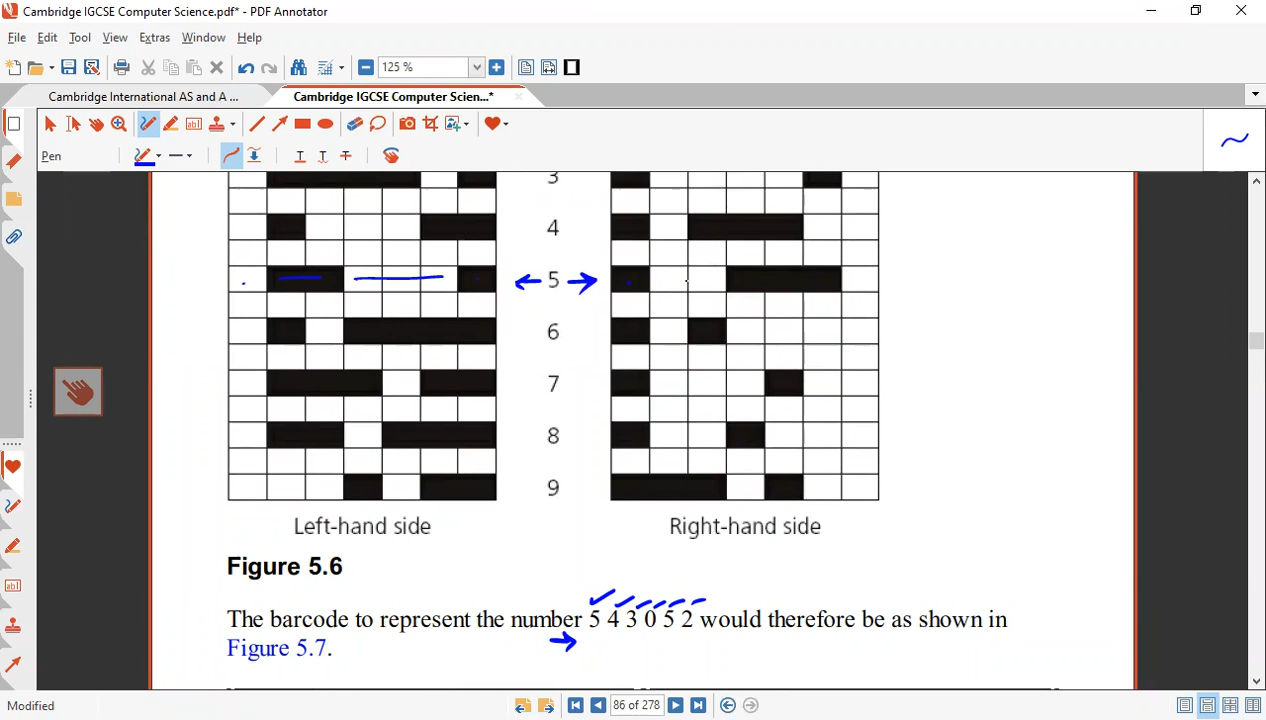 Cambridge IGCSE Computer Science.pdf* - PDF Annotator
File Edit Tool View Extras Window Help
125 %
Cambridge International AS and A ...
Cambridge IGCSE Computer Scien...*
abl
Pen
3
4
5
6
7
8
9
Left-hand side Right-hand side
Figure 5.6
The barcode to represent the number 5 4 3 0 5 2 would therefore be as shown in
Figure 5.7.
abl
Modified
86 of 278